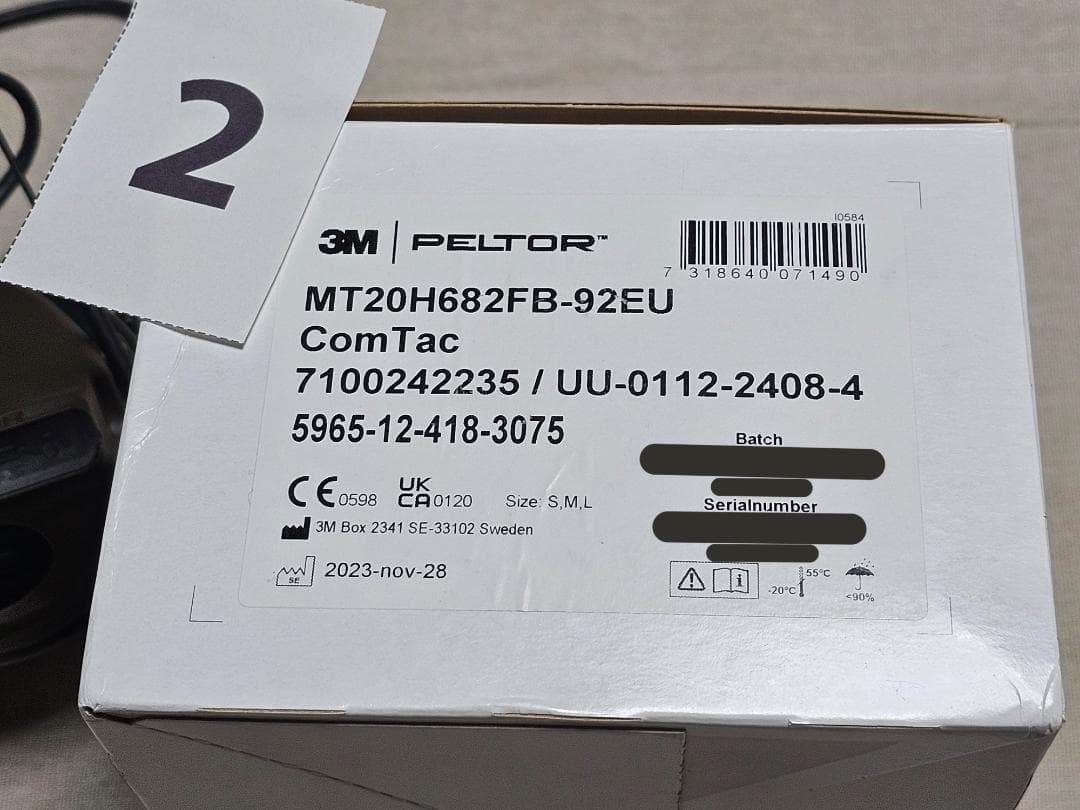 2
3M | PELTOR™
I0584
7 318640 071490
MT20H682FB-92EU
ComTac
7100242235 / UU-0112-2408-4
5965-12-418-3075
Batch
CE 0598 UK CA 0120 Size: S,M,L
Serialnumber
3M Box 2341 SE-33102 Sweden
SE 2023-nov-28
-20°C 55°C <90%